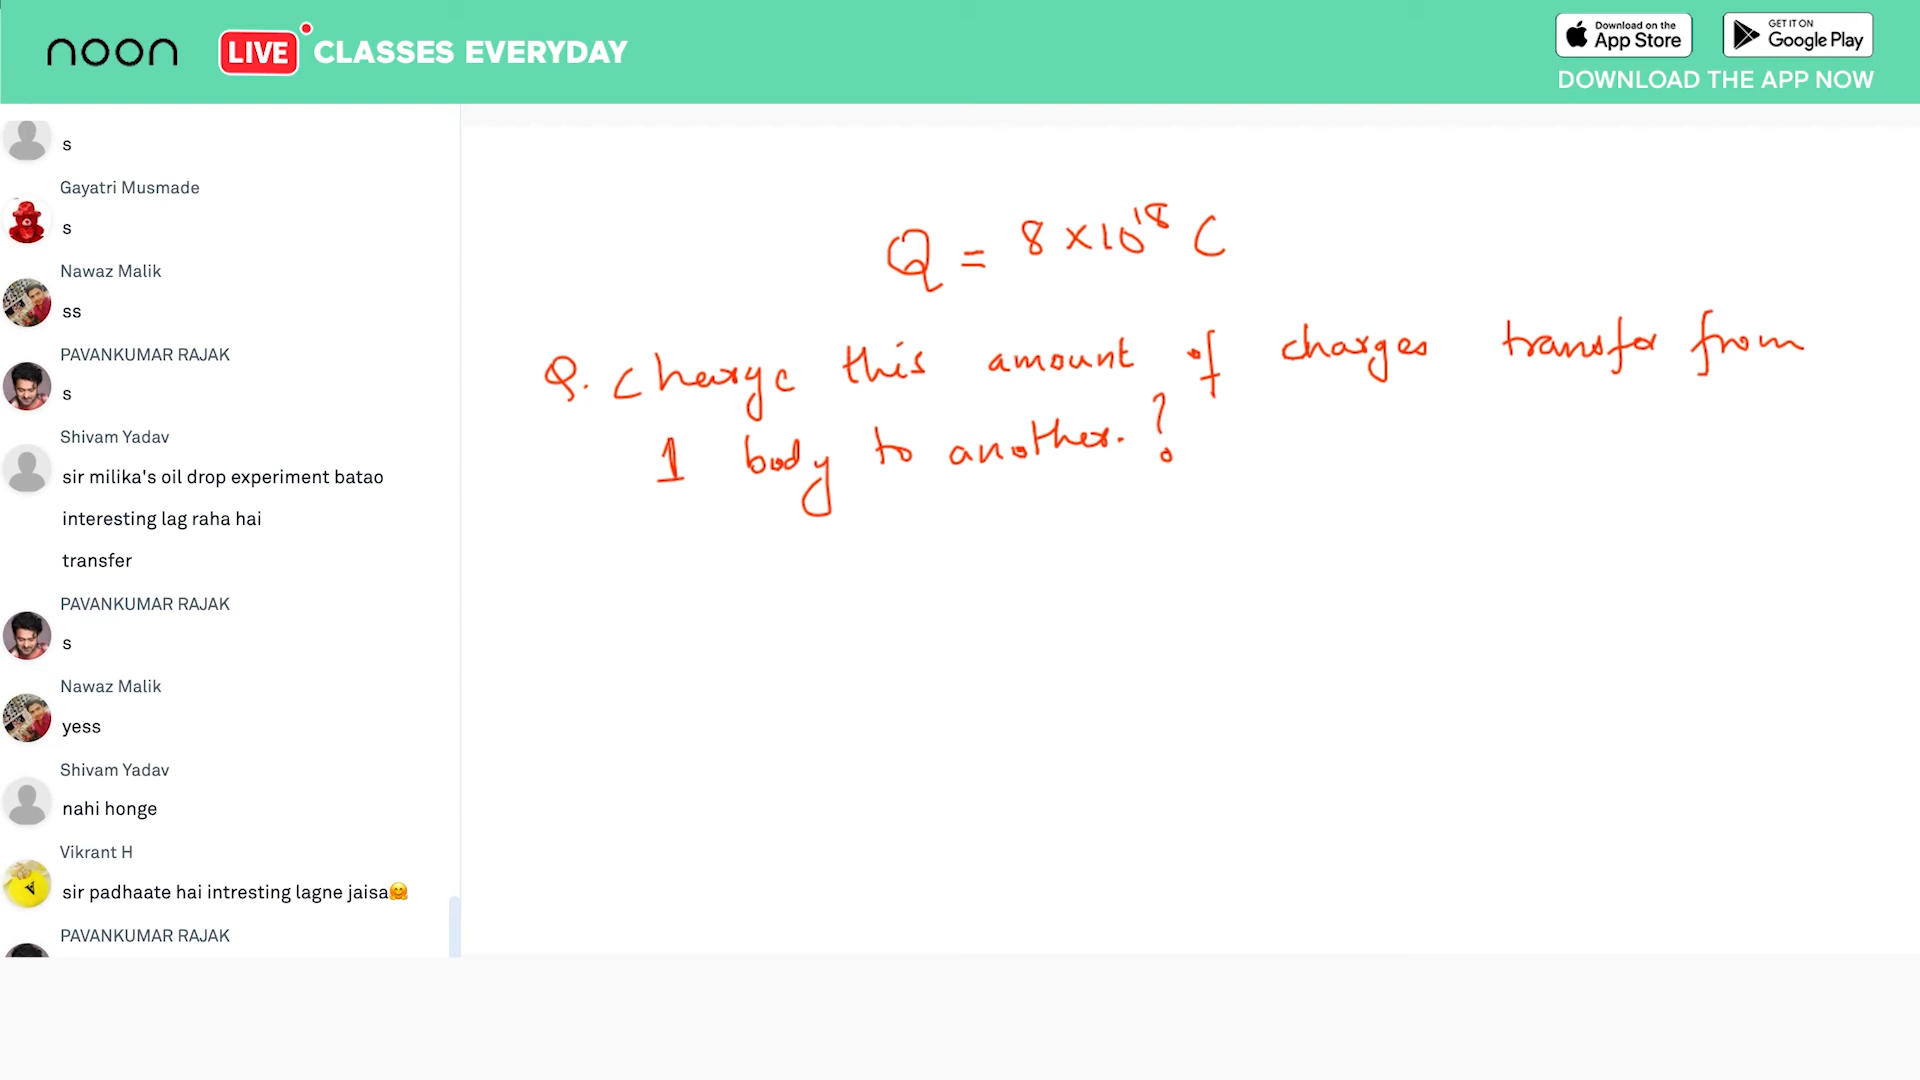 noon LIVE CLASSES EVERYDAY
Download on the App Store
GET IT ON Google Play
DOWNLOAD THE APP NOW
s
Gayatri Musmade
s
Nawaz Malik
ss
PAVANKUMAR RAJAK
s
Shivam Yadav
sir milika's oil drop experiment batao
interesting lag raha hai
transfer
PAVANKUMAR RAJAK
s
Nawaz Malik
yess
Shivam Yadav
nahi honge
Vikrant H
sir padhaate hai intresting lagne jaisa🤗
PAVANKUMAR RAJAK
Q = 8 × 10¹⁸ C
Q. charge this amount of charges transfer from
1 body to another. ?